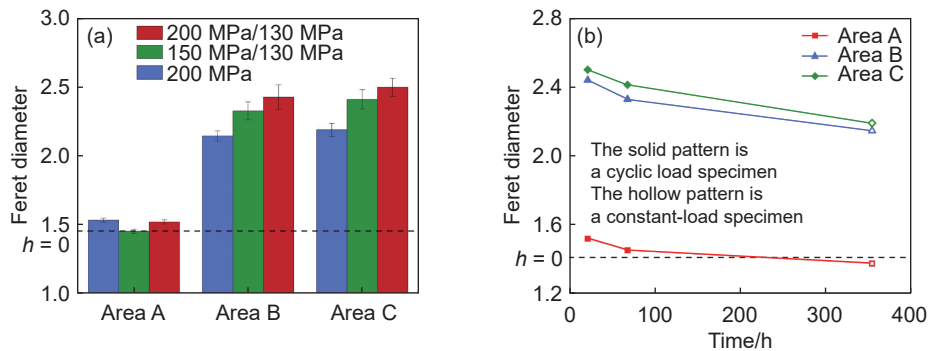 (a)
200 MPa/130 MPa
150 MPa/130 MPa
200 MPa
3.0
2.5
2.0
1.5
h = 0
1.0
Feret diameter
Area A Area B Area C
(b)
Area A
Area B
Area C
2.8
2.4
2.0
1.6
h = 0
1.2
Feret diameter
The solid pattern is
a cyclic load specimen
The hollow pattern is
a constant-load specimen
0 100 200 300 400
Time/h